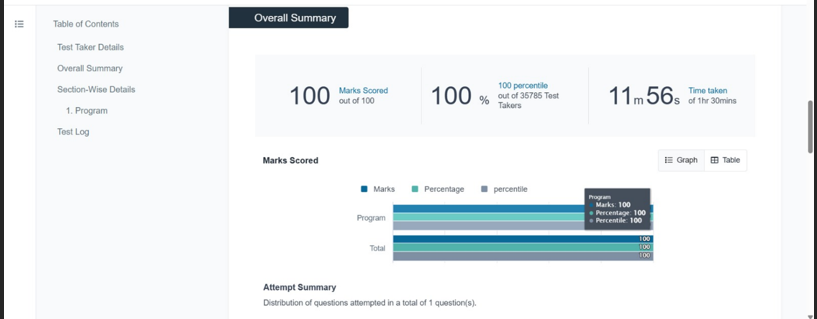 Table of Contents
Test Taker Details
Overall Summary
Section-Wise Details
1. Program
Test Log
Overall Summary
100 Marks Scored
out of 100
100 % 100 percentile
out of 35785 Test
Takers
11m 56s Time taken
of 1hr 30mins
Marks Scored
Graph Table
Marks Percentage percentile
Program
Program
Marks: 100
Percentage: 100
Percentile: 100
Total
100
100
100
Attempt Summary
Distribution of questions attempted in a total of 1 question(s).